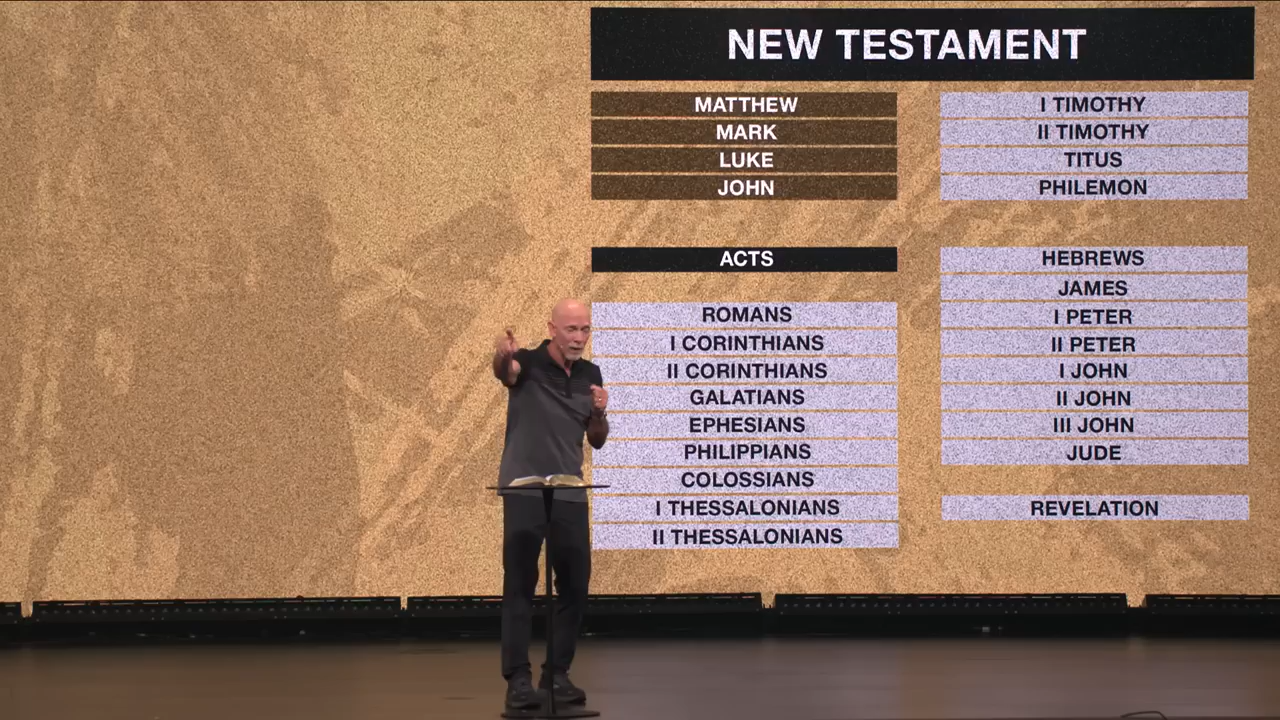 NEW TESTAMENT
MATTHEW
MARK
LUKE
JOHN
ACTS
ROMANS
I CORINTHIANS
II CORINTHIANS
GALATIANS
EPHESIANS
PHILIPPIANS
COLOSSIANS
I THESSALONIANS
II THESSALONIANS
I TIMOTHY
II TIMOTHY
TITUS
PHILEMON
HEBREWS
JAMES
I PETER
II PETER
I JOHN
II JOHN
III JOHN
JUDE
REVELATION